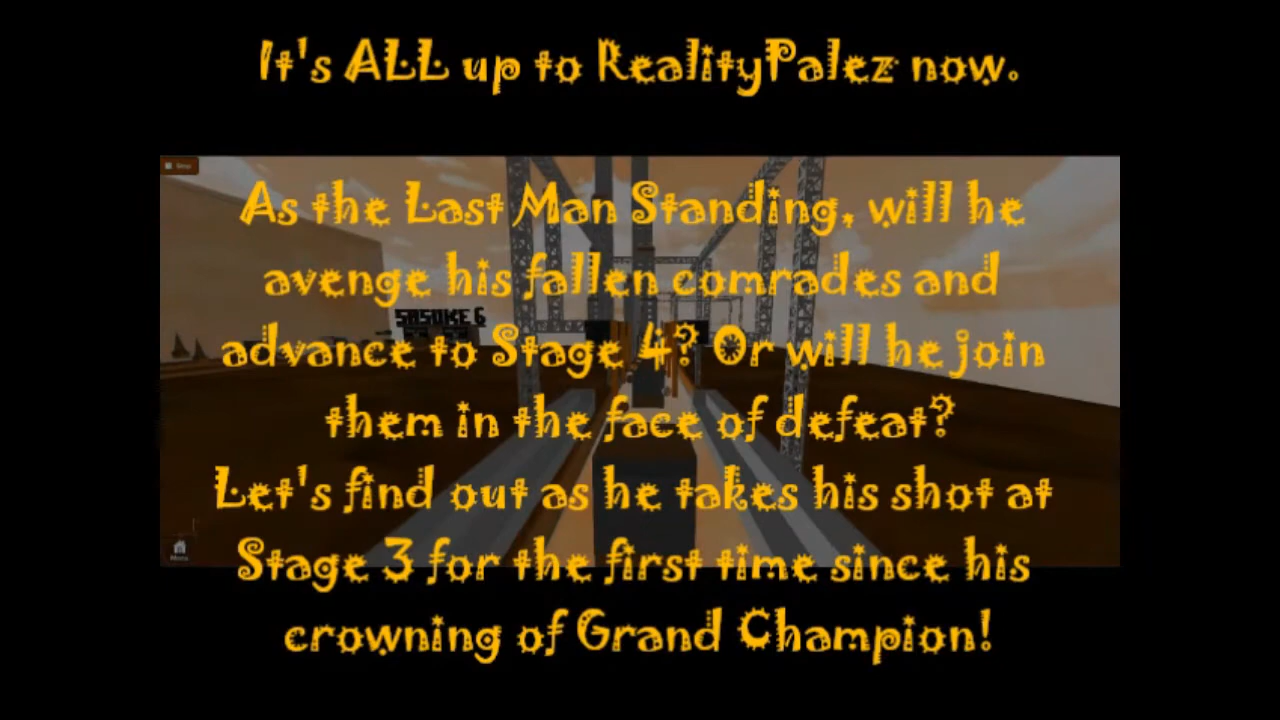 It's ALL up to RealityPalez now.
As the Last Man Standing, will he
avenge his fallen comrades and
SASUKE 6
advance to Stage 4? Or will he join
them in the face of defeat?
Let's find out as he takes his shot at
Stage 3 for the first time since his
crowning of Grand Champion!